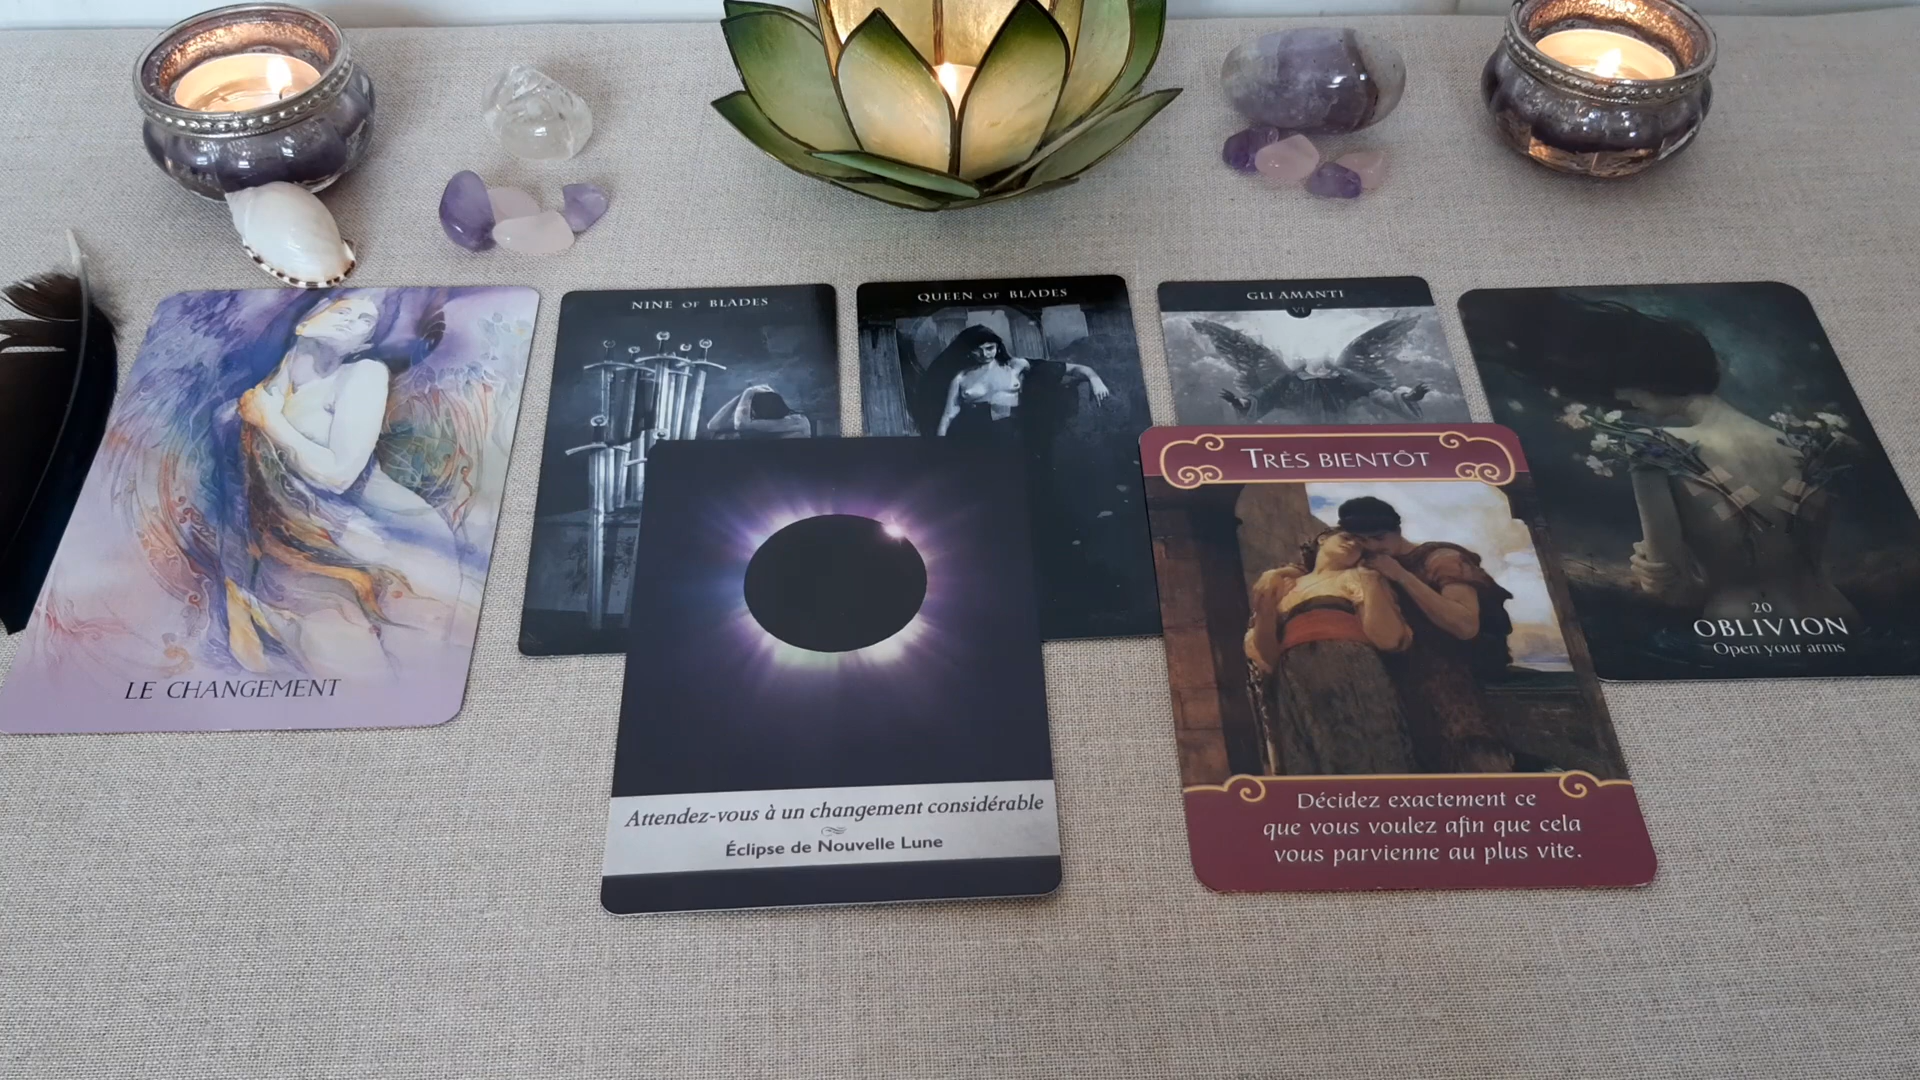 LE CHANGEMENT
NINE OF BLADES
QUEEN OF BLADES
GLI AMANTI
VI
Attendez-vous à un changement considérable
Éclipse de Nouvelle Lune
TRÈS BIENTÔT
Décidez exactement ce
que vous voulez afin que cela
vous parvienne au plus vite.
20
OBLIVION
Open your arms